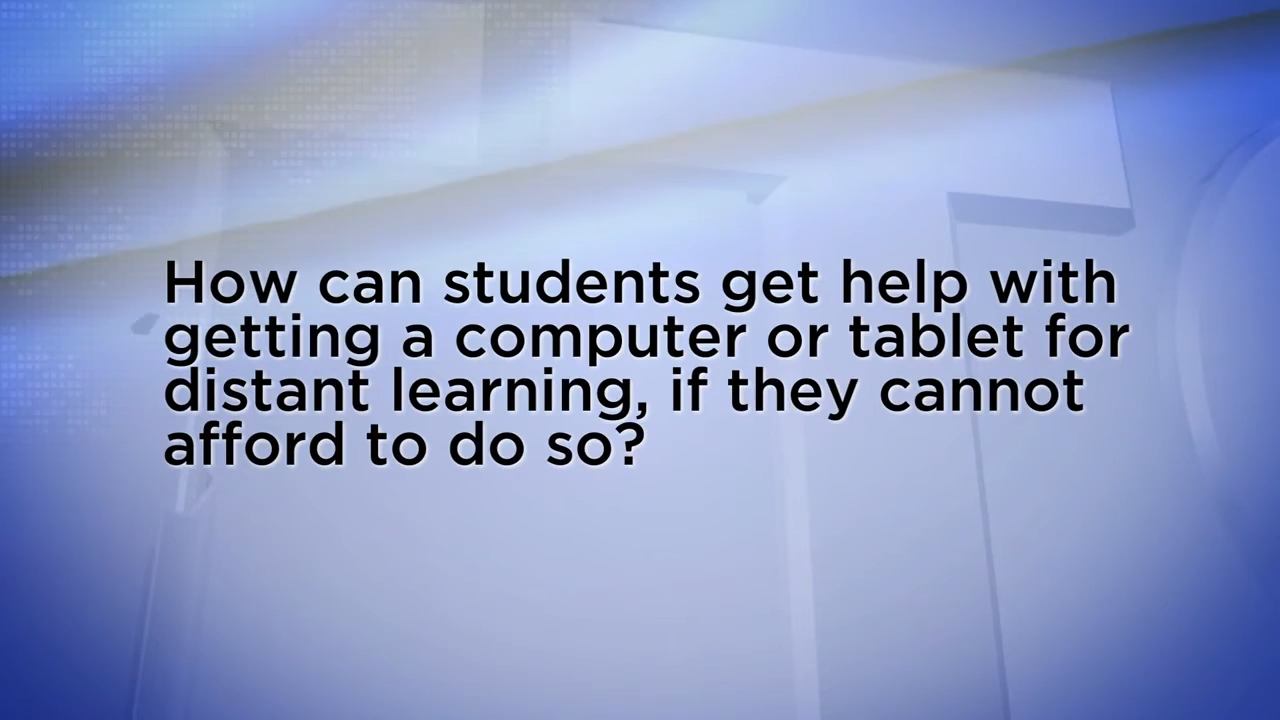 How can students get help with
getting a computer or tablet for
distant learning, if they cannot
afford to do so?